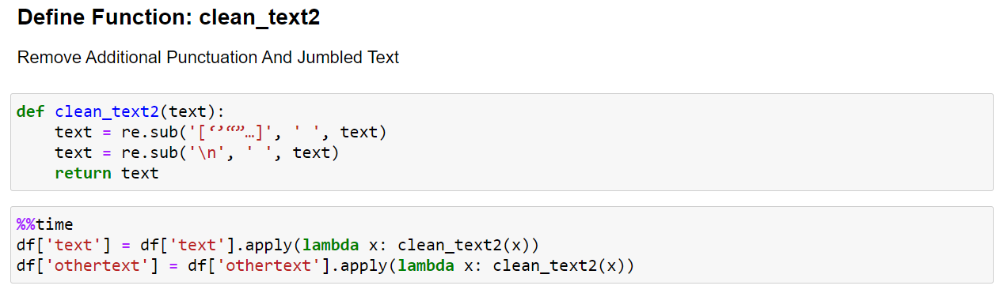 Define Function: clean_text2
Remove Additional Punctuation And Jumbled Text
def clean_text2(text):
    text = re.sub('[‘’“”…]', ' ', text)
    text = re.sub('\n', ' ', text)
    return text
%%time
df['text'] = df['text'].apply(lambda x: clean_text2(x))
df['othertext'] = df['othertext'].apply(lambda x: clean_text2(x))